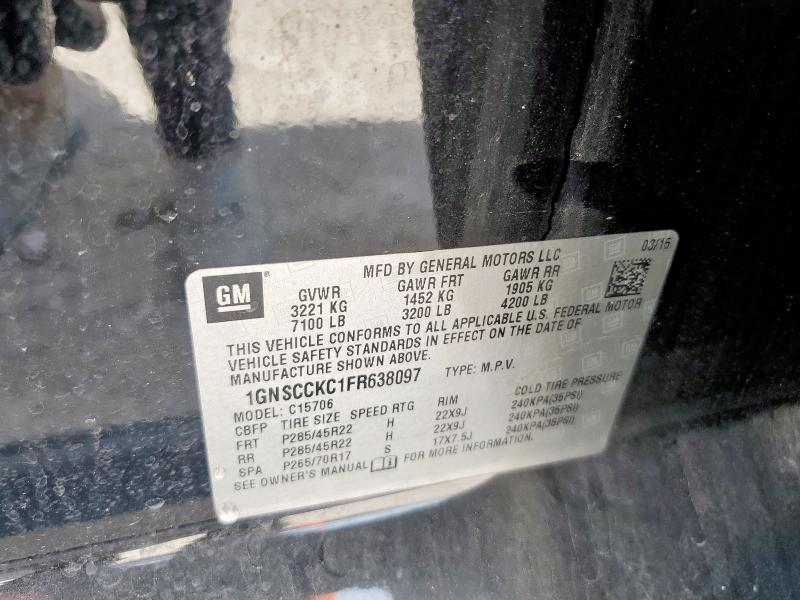 03/15
MFD BY GENERAL MOTORS LLC
GM®
GVWR GAWR FRT GAWR RR
3221 KG 1452 KG 1905 KG
7100 LB 3200 LB 4200 LB
THIS VEHICLE CONFORMS TO ALL APPLICABLE U.S. FEDERAL MOTOR
VEHICLE SAFETY STANDARDS IN EFFECT ON THE DATE OF
MANUFACTURE SHOWN ABOVE.
1GNSCCKC1FR638097 TYPE: M.P.V.
MODEL: C15706
CBFP TIRE SIZE SPEED RTG RIM COLD TIRE PRESSURE
FRT P285/45R22 H 22X9J 240KPA(35PSI)
RR P285/45R22 H 22X9J 240KPA(35PSI)
SPA P265/70R17 S 17X7.5J 240KPA(35PSI)
SEE OWNER'S MANUAL FOR MORE INFORMATION.